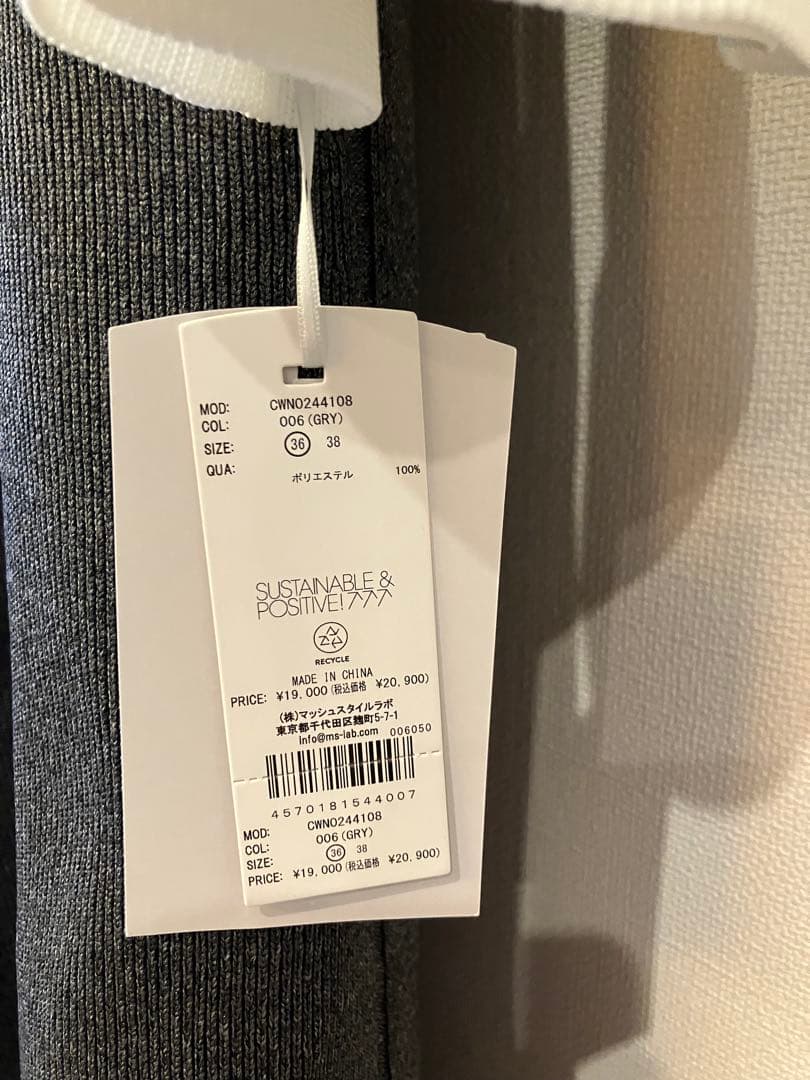 MOD: CWNO244108
COL: 006(GRY)
SIZE: 36 38
QUA: ポリエステル 100%
SUSTAINABLE &
POSITIVE!
RECYCLE
MADE IN CHINA
PRICE: ¥19,000(税込価格 ¥20,900)
(株)マッシュスタイルラボ
東京都千代田区麹町5-7-1
info@ms-lab.com 006050
4570181544007
MOD: CWNO244108
COL: 006(GRY)
SIZE: 36 38
PRICE: ¥19,000(税込価格 ¥20,900)